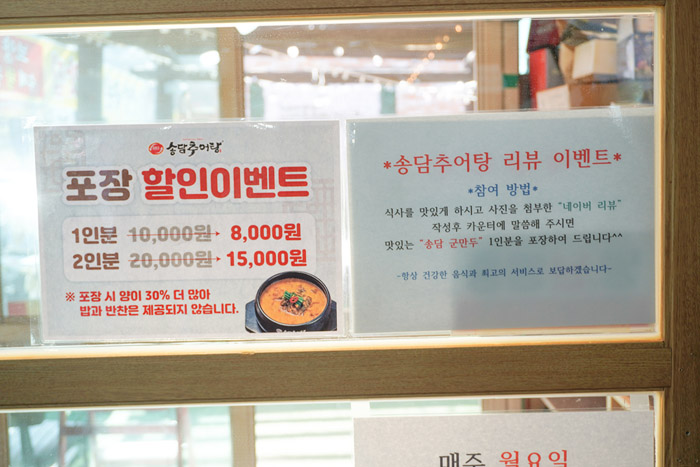 송담추어탕
포장 할인이벤트
1인분 10,000원 8,000원
2인분 20,000원 15,000원
※ 포장 시 양이 30% 더 많아
밥과 반찬은 제공되지 않습니다.
*송담추어탕 리뷰 이벤트*
*참여 방법*
식사를 맛있게 하시고 사진을 첨부한 "네이버 리뷰"
작성후 카운터에 말씀해 주시면
맛있는 "송담 군만두" 1인분을 포장하여 드립니다^^
-항상 건강한 음식과 최고의 서비스로 보답하겠습니다-
매주 월요일